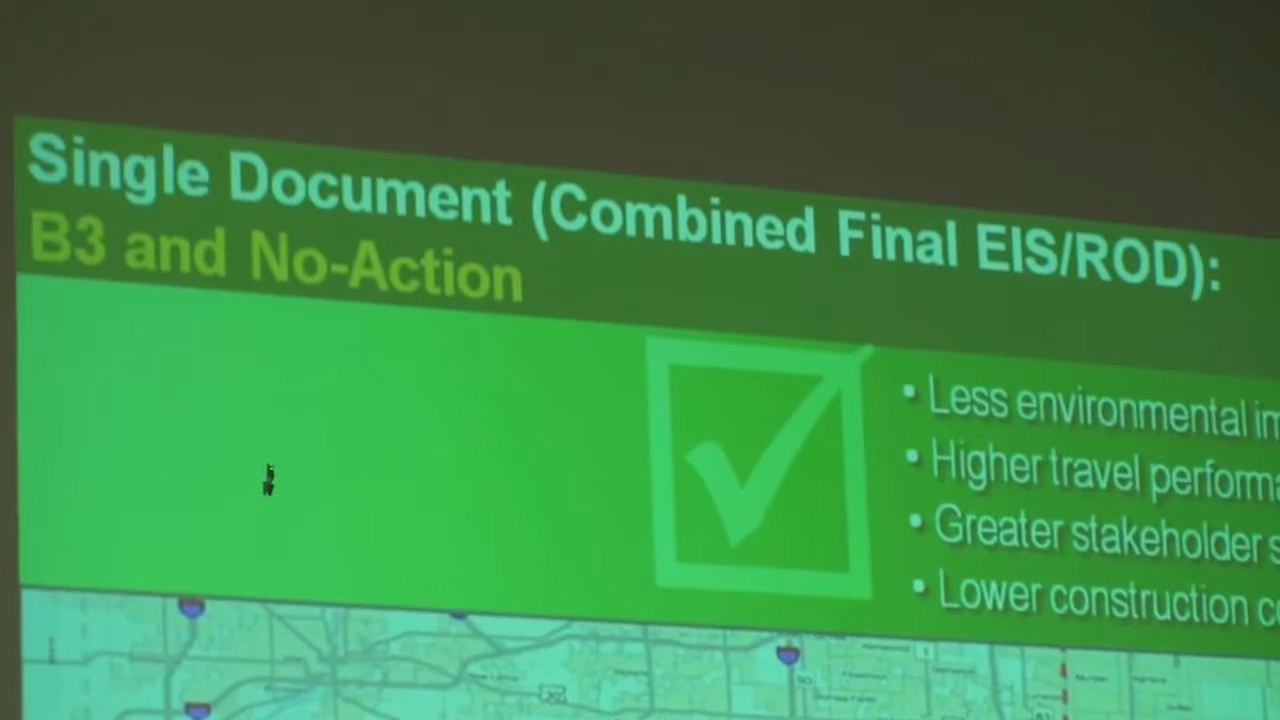 Single Document (Combined Final EIS/ROD):
B3 and No-Action
• Less environmental
• Higher travel
• Greater stakeholder
• Lower construction